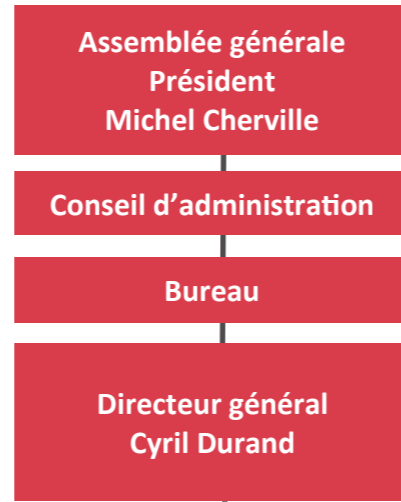 Assemblée générale
Président
Michel Cherville
Conseil d’administration
Bureau
Directeur général
Cyril Durand